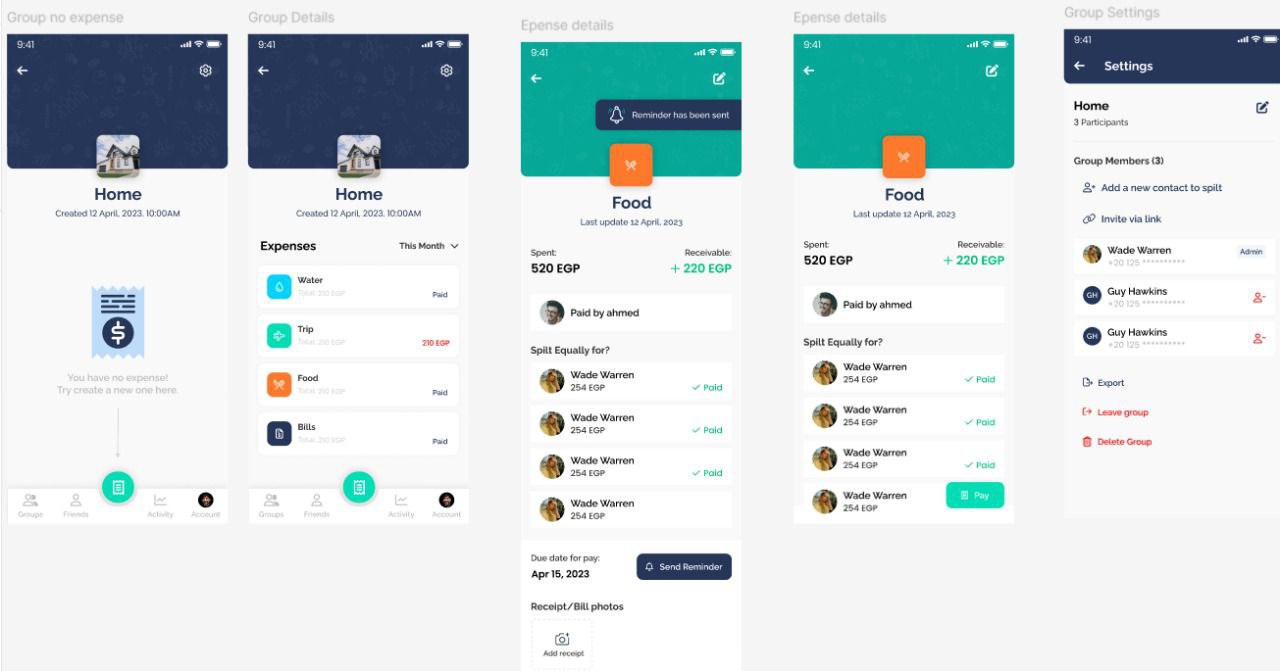 Group no expense
9:41
Home
Created 12 April, 2023. 10:00AM
You have no expense!
Try create a new one here.
Groups
Friends
Activity
Account
Group Details
9:41
Home
Created 12 April, 2023. 10:00AM
Expenses
This Month
Water
Total: 210 EGP
Paid
Trip
Total: 210 EGP
210 EGP
Food
Total: 210 EGP
Paid
Bills
Total: 210 EGP
Paid
Groups
Friends
Activity
Account
Epense details
9:41
Reminder has been sent
Food
Last update 12 April, 2023
Spent:
Receivable:
520 EGP
+ 220 EGP
Paid by ahmed
Spilt Equally for?
Wade Warren
254 EGP
Paid
Wade Warren
254 EGP
Paid
Wade Warren
254 EGP
Paid
Wade Warren
254 EGP
Due date for pay:
Apr 15, 2023
Send Reminder
Receipt/Bill photos
Add receipt
Epense details
9:41
Food
Last update 12 April, 2023
Spent:
Receivable:
520 EGP
+ 220 EGP
Paid by ahmed
Spilt Equally for?
Wade Warren
254 EGP
Paid
Wade Warren
254 EGP
Paid
Wade Warren
254 EGP
Paid
Wade Warren
254 EGP
Pay
Group Settings
9:41
Settings
Home
3 Participants
Group Members (3)
Add a new contact to spilt
Invite via link
Wade Warren
+20 125 **********
Admin
GH
Guy Hawkins
+20 125 **********
GH
Guy Hawkins
+20 125 **********
Export
Leave group
Delete Group